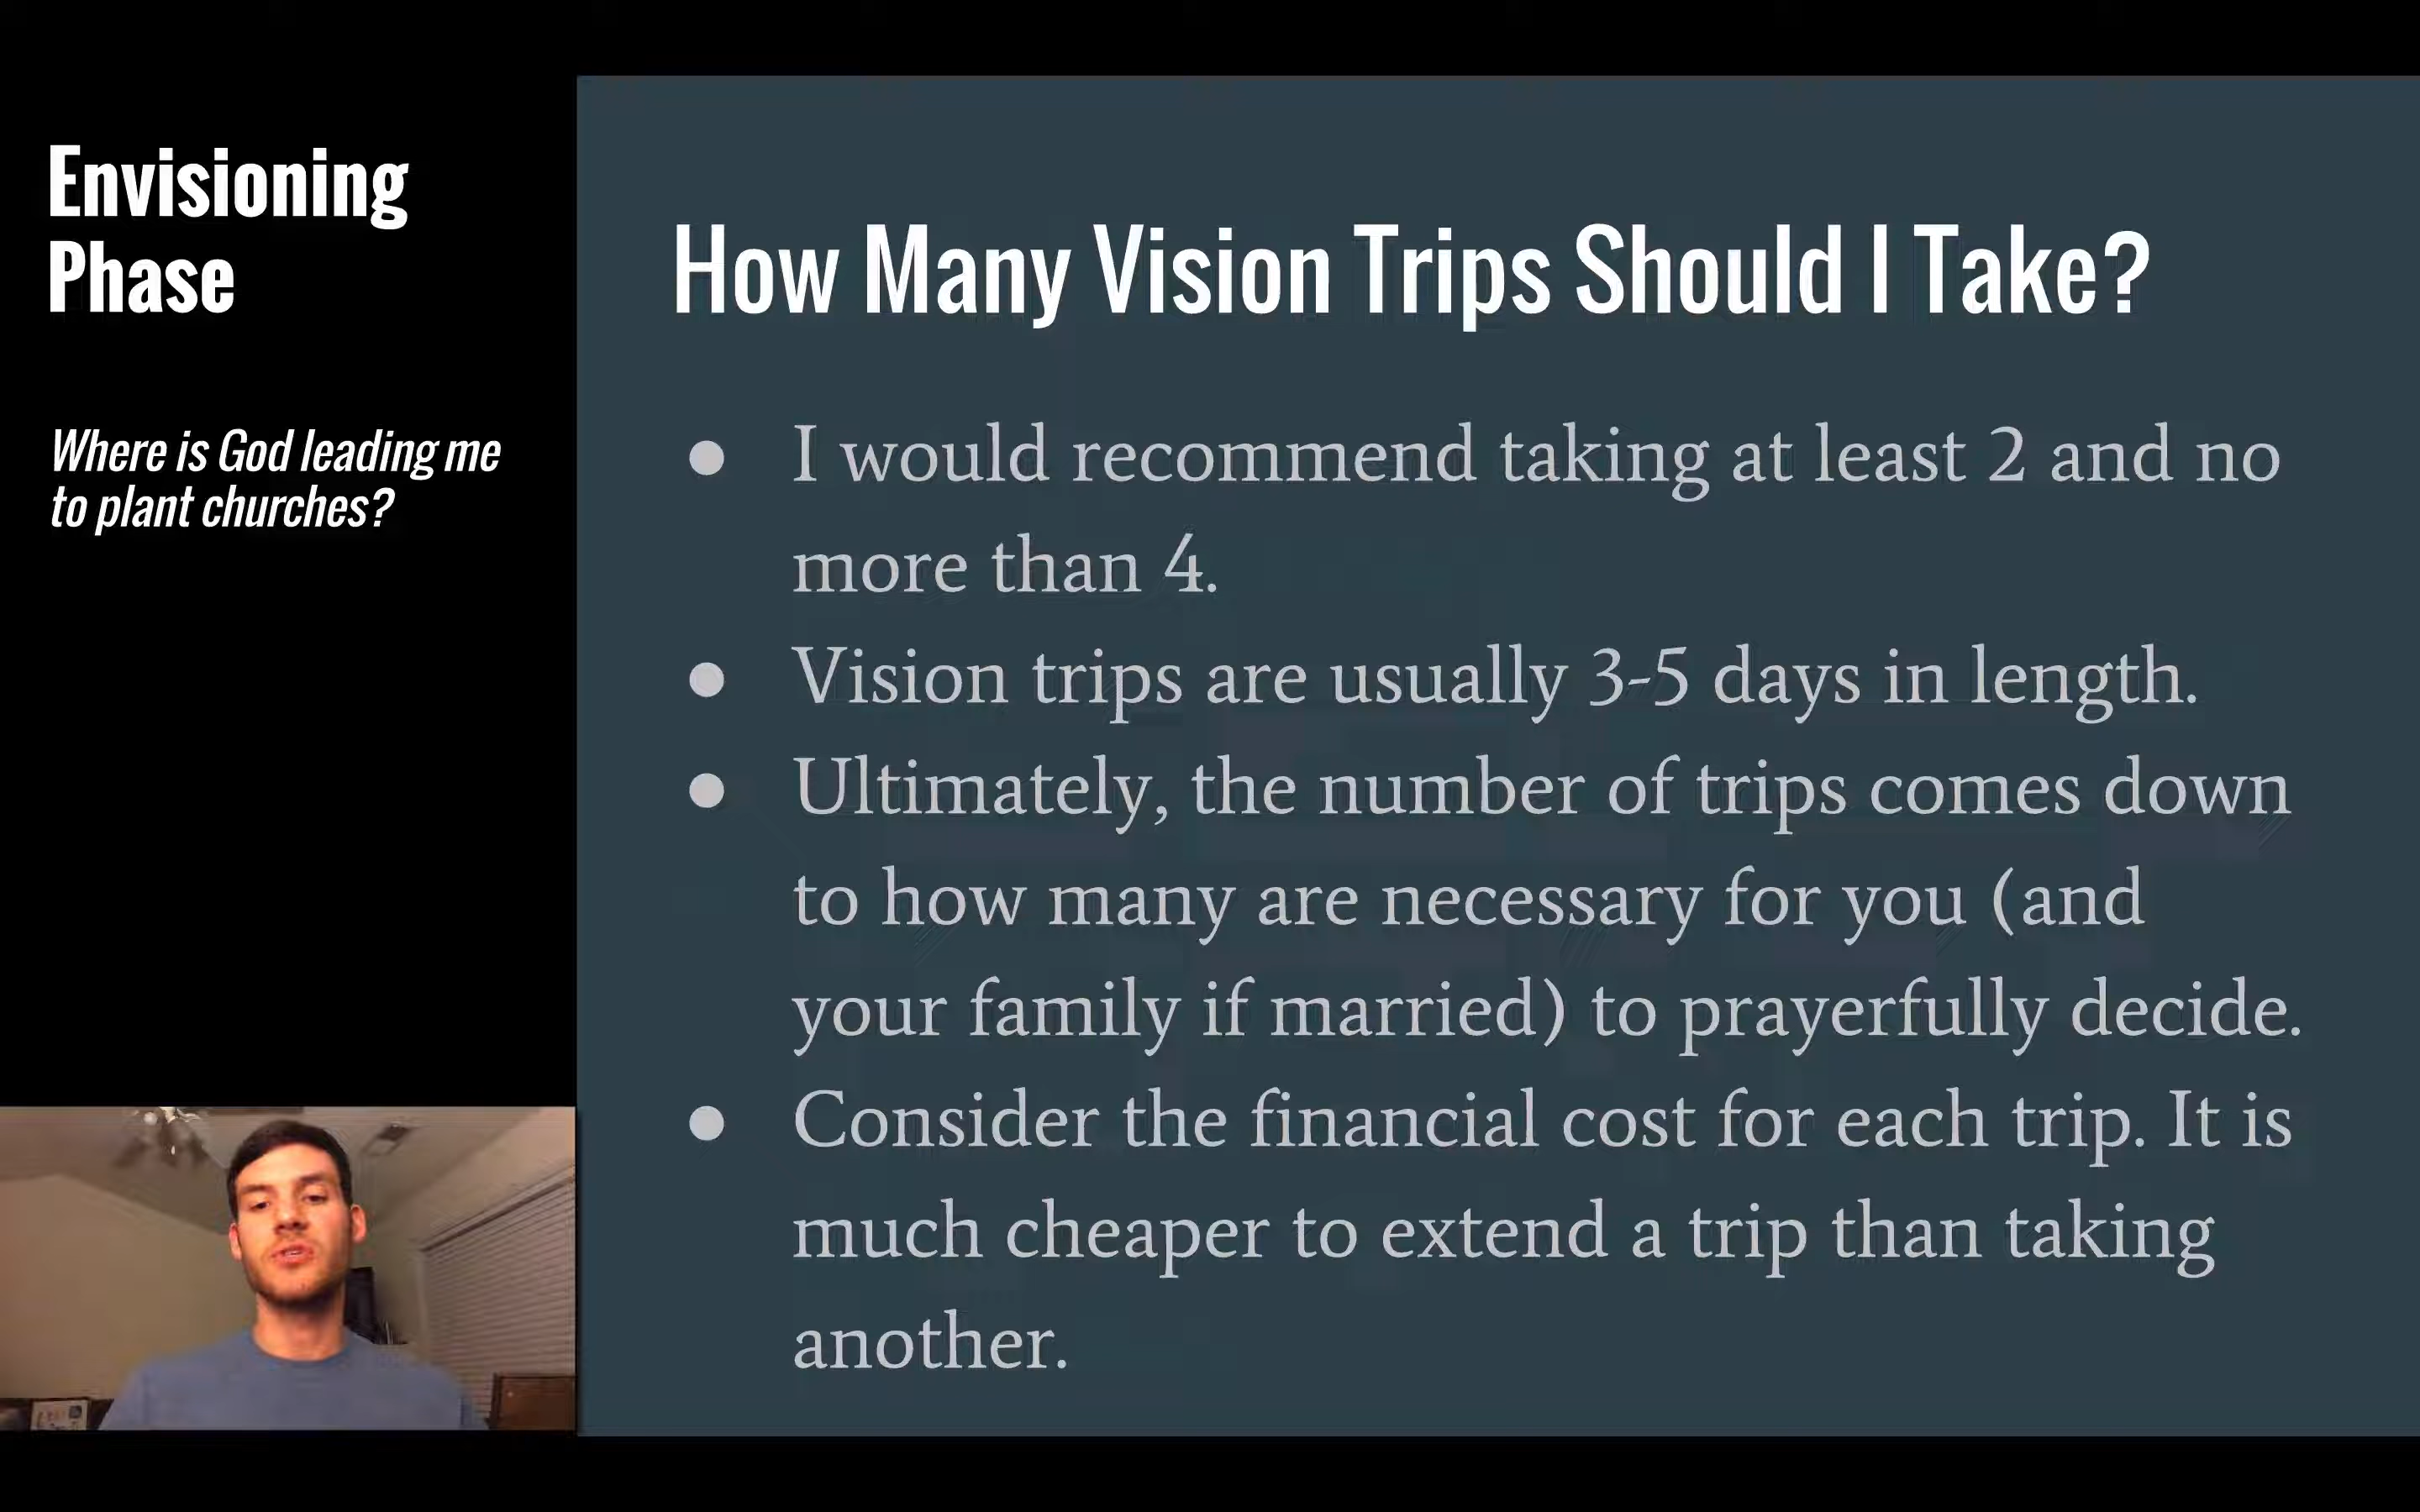 Envisioning
Phase
Where is God leading me
to plant churches?
How Many Vision Trips Should I Take?
● I would recommend taking at least 2 and no
more than 4.
● Vision trips are usually 3-5 days in length.
● Ultimately, the number of trips comes down
to how many are necessary for you (and
your family if married) to prayerfully decide.
● Consider the financial cost for each trip. It is
much cheaper to extend a trip than taking
another.